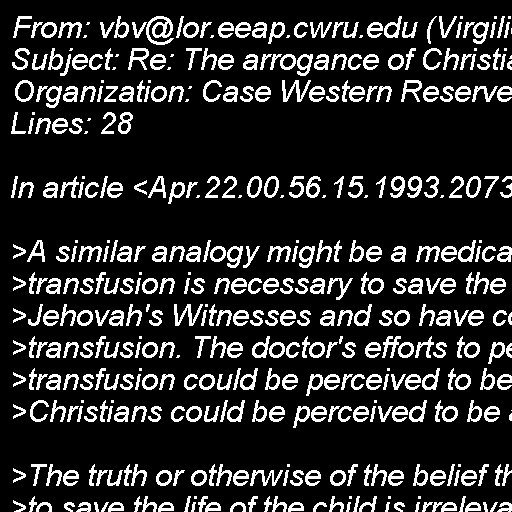 From: vbv@lor.eeap.cwru.edu (Virgili
Subject: Re: The arrogance of Christia
Organization: Case Western Reserve
Lines: 28
In article <Apr.22.00.56.15.1993.2073
>A similar analogy might be a medica
>transfusion is necessary to save the
>Jehovah's Witnesses and so have co
>transfusion. The doctor's efforts to pe
>transfusion could be perceived to be
>Christians could be perceived to be a
>The truth or otherwise of the belief th
>to save the life of the child is irreleva